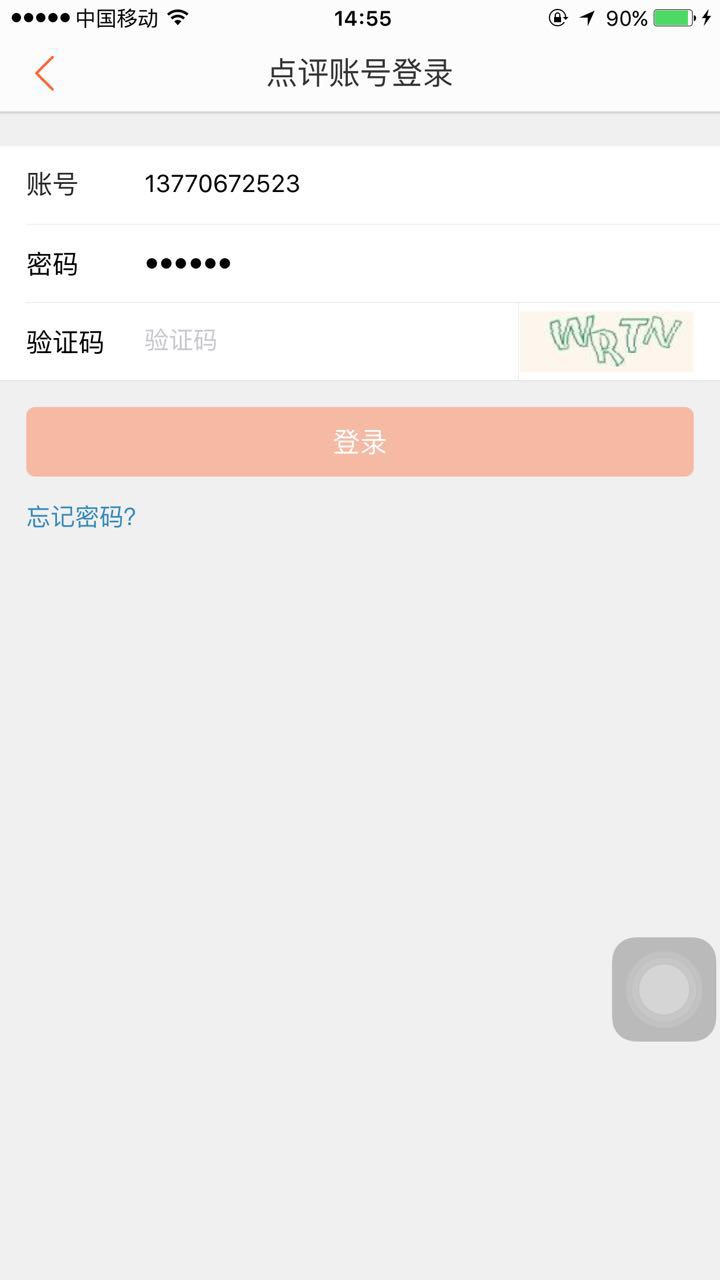 中国移动 14:55 90%
点评账号登录
账号 13770672523
密码 ••••••
验证码 验证码 WRTN
登录
忘记密码?